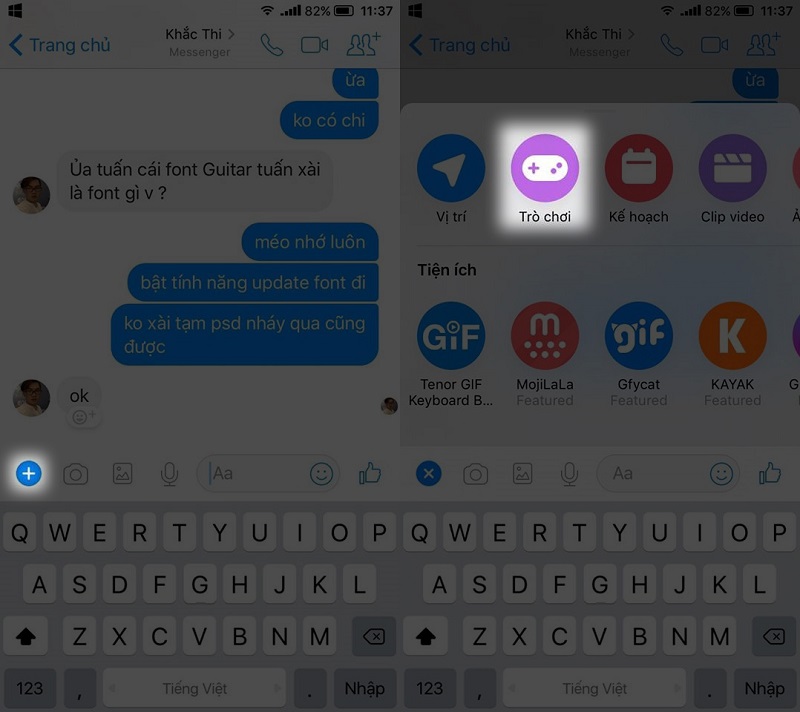 82% 11:37
Trang chủ
Khắc Thi
Messenger
ừa
ko có chi
Ủa tuấn cái font Guitar tuấn xài
là font gì v ?
méo nhớ luôn
bật tính năng update font đi
ko xài tạm psd nháy qua cũng
được
ok
Aa
Q W E R T Y U I O P
A S D F G H J K L
Z X C V B N M
123 , Tiếng Việt . Nhập
82% 11:37
Trang chủ
Khắc Thi
Messenger
ừa
Vị trí Trò chơi Kế hoạch Clip video Ả
Tiện ích
GIF m gif K
Tenor GIF MojiLaLa Gfycat KAYAK G
Keyboard B... Featured Featured Featured
Aa
Q W E R T Y U I O P
A S D F G H J K L
Z X C V B N M
123 , Tiếng Việt . Nhập